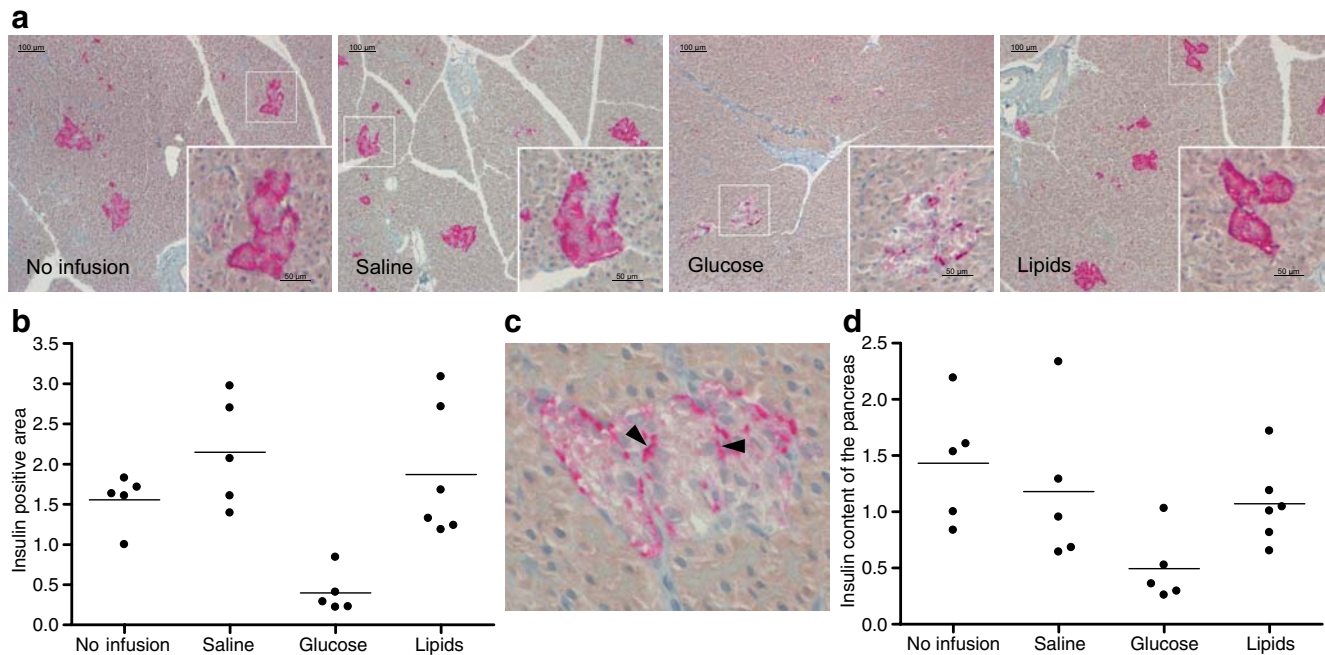 a
100 µm
100 µm
100 µm
100 µm
No infusion
50 µm
Saline
50 µm
Glucose
50 µm
Lipids
50 µm
b
Insulin positive area
3.5
3.0
2.5
2.0
1.5
1.0
0.5
0.0
No infusion
Saline
Glucose
Lipids
c
d
Insulin content of the pancreas
2.5
2.0
1.5
1.0
0.5
0.0
No infusion
Saline
Glucose
Lipids